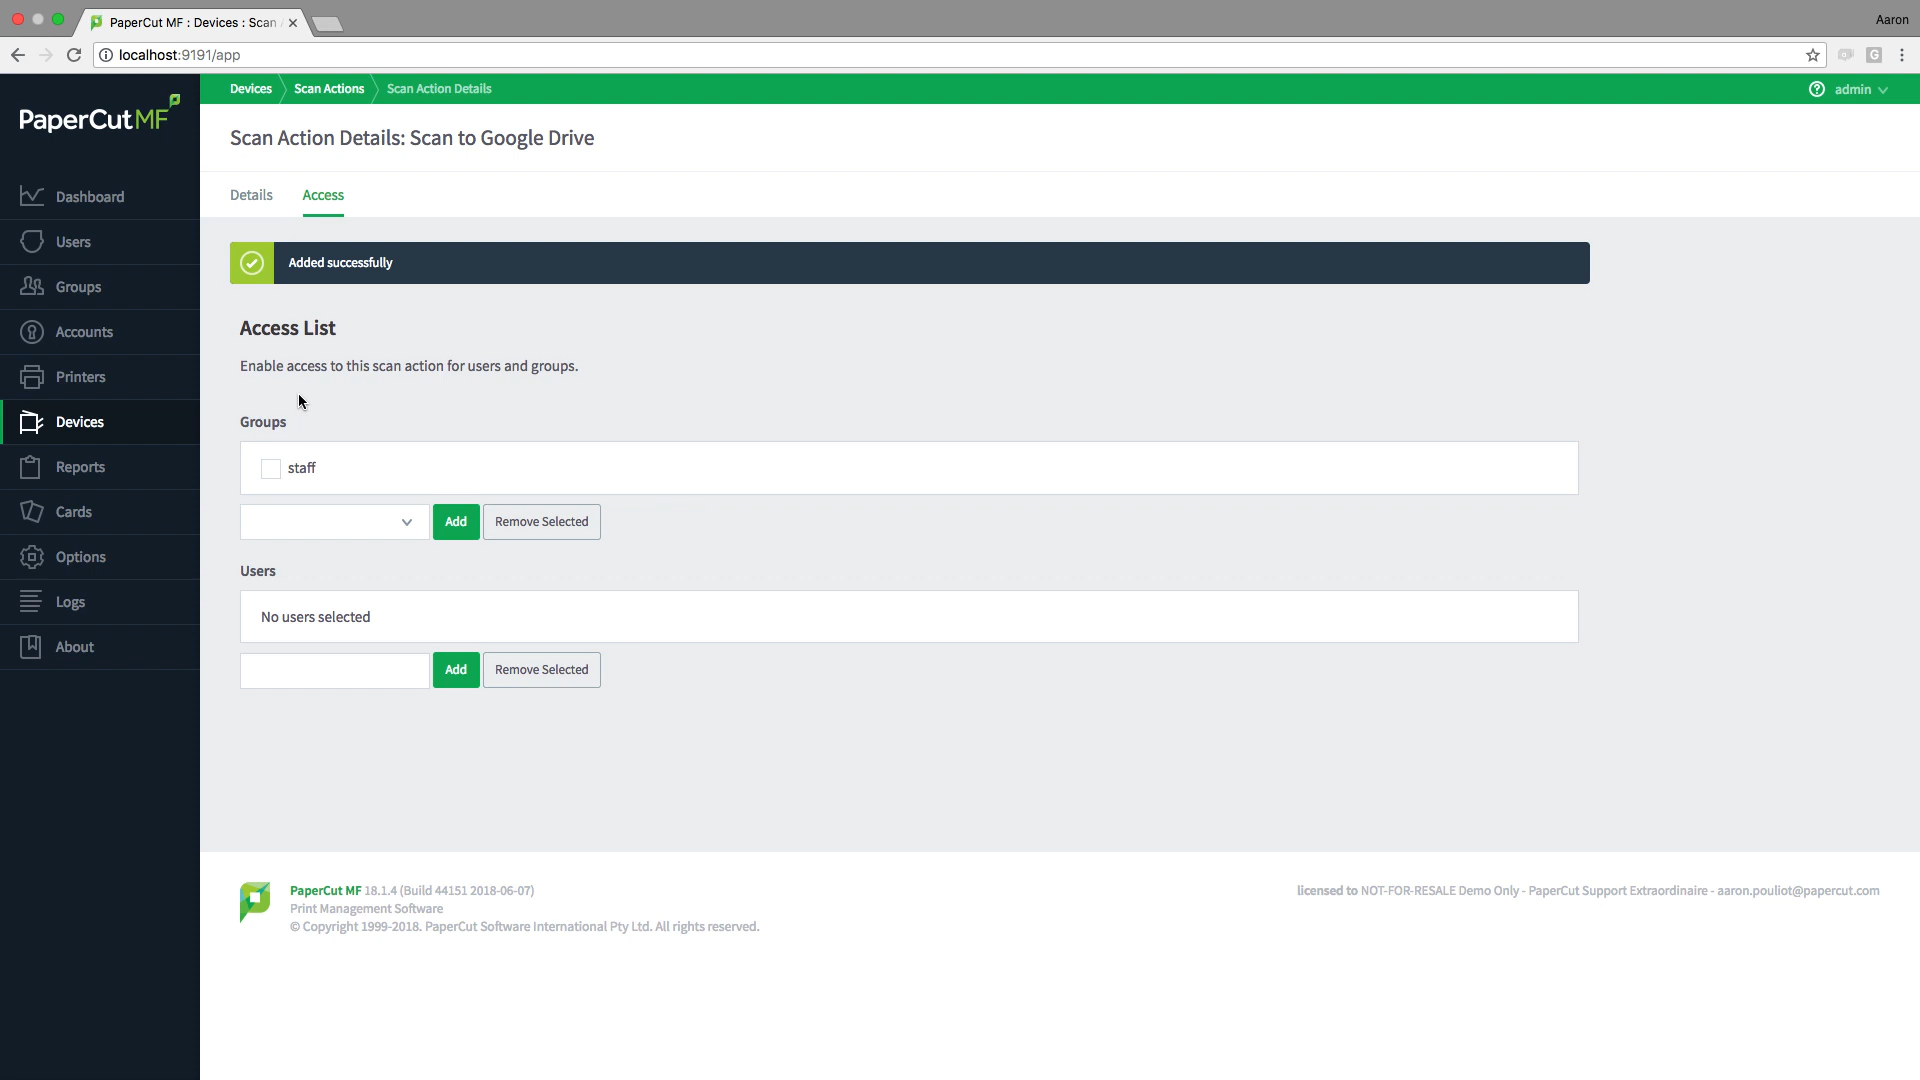 PaperCut MF : Devices : Scan
Aaron
localhost:9191/app
PaperCutMF
Devices
Scan Actions
Scan Action Details
admin
Scan Action Details: Scan to Google Drive
Details
Access
Dashboard
Users
Groups
Accounts
Printers
Devices
Reports
Cards
Options
Logs
About
Added successfully
Access List
Enable access to this scan action for users and groups.
Groups
staff
Add
Remove Selected
Users
No users selected
Add
Remove Selected
PaperCut MF 18.1.4 (Build 44151 2018-06-07)
Print Management Software
© Copyright 1999-2018. PaperCut Software International Pty Ltd. All rights reserved.
licensed to NOT-FOR-RESALE Demo Only - PaperCut Support Extraordinaire - aaron.pouliot@papercut.com